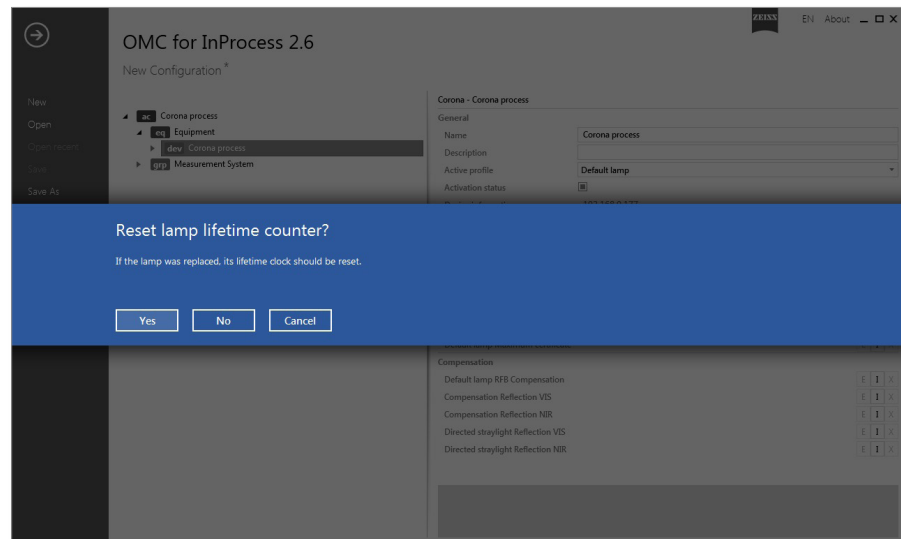 ZEISS
EN About
OMC for InProcess 2.6
New Configuration *
New
Open
Open recent
Save
Save As
ac Corona process
eq Equipment
dev Corona process
grp Measurement System
Corona - Corona process
General
Name Corona process
Description
Active profile Default lamp
Activation status
Reset lamp lifetime counter?
If the lamp was replaced, its lifetime clock should be reset.
Yes No Cancel
Compensation
Default lamp RFB Compensation E I X
Compensation Reflection VIS E I X
Compensation Reflection NIR E I X
Directed straylight Reflection VIS E I X
Directed straylight Reflection NIR E I X